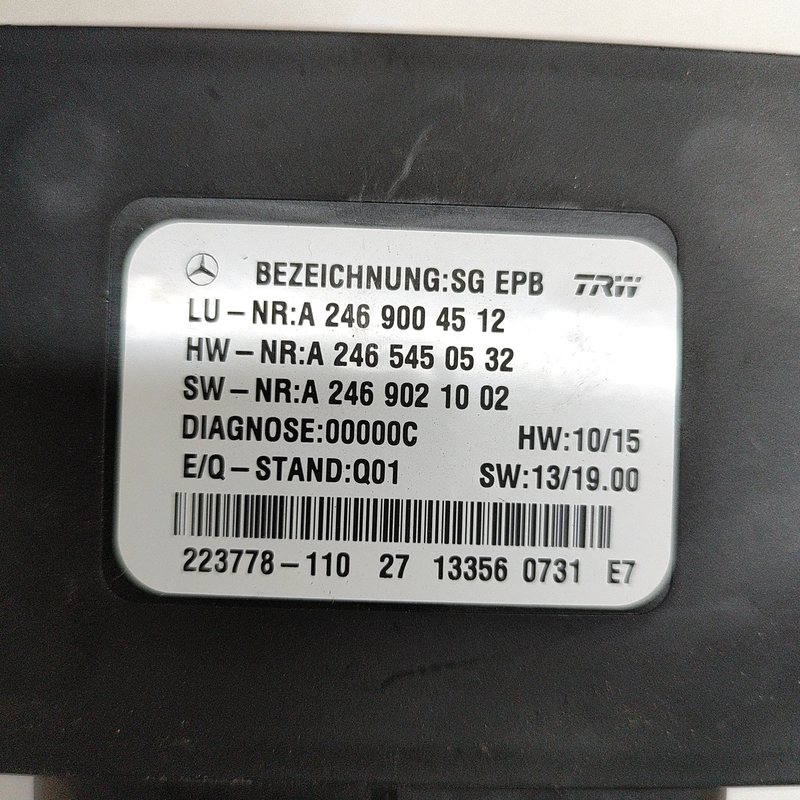 BEZEICHNUNG:SG EPB TRW
LU-NR:A 246 900 45 12
HW-NR:A 246 545 05 32
SW-NR:A 246 902 10 02
DIAGNOSE:00000C HW:10/15
E/Q-STAND:Q01 SW:13/19.00
223778-110 27 13356 0731 E7